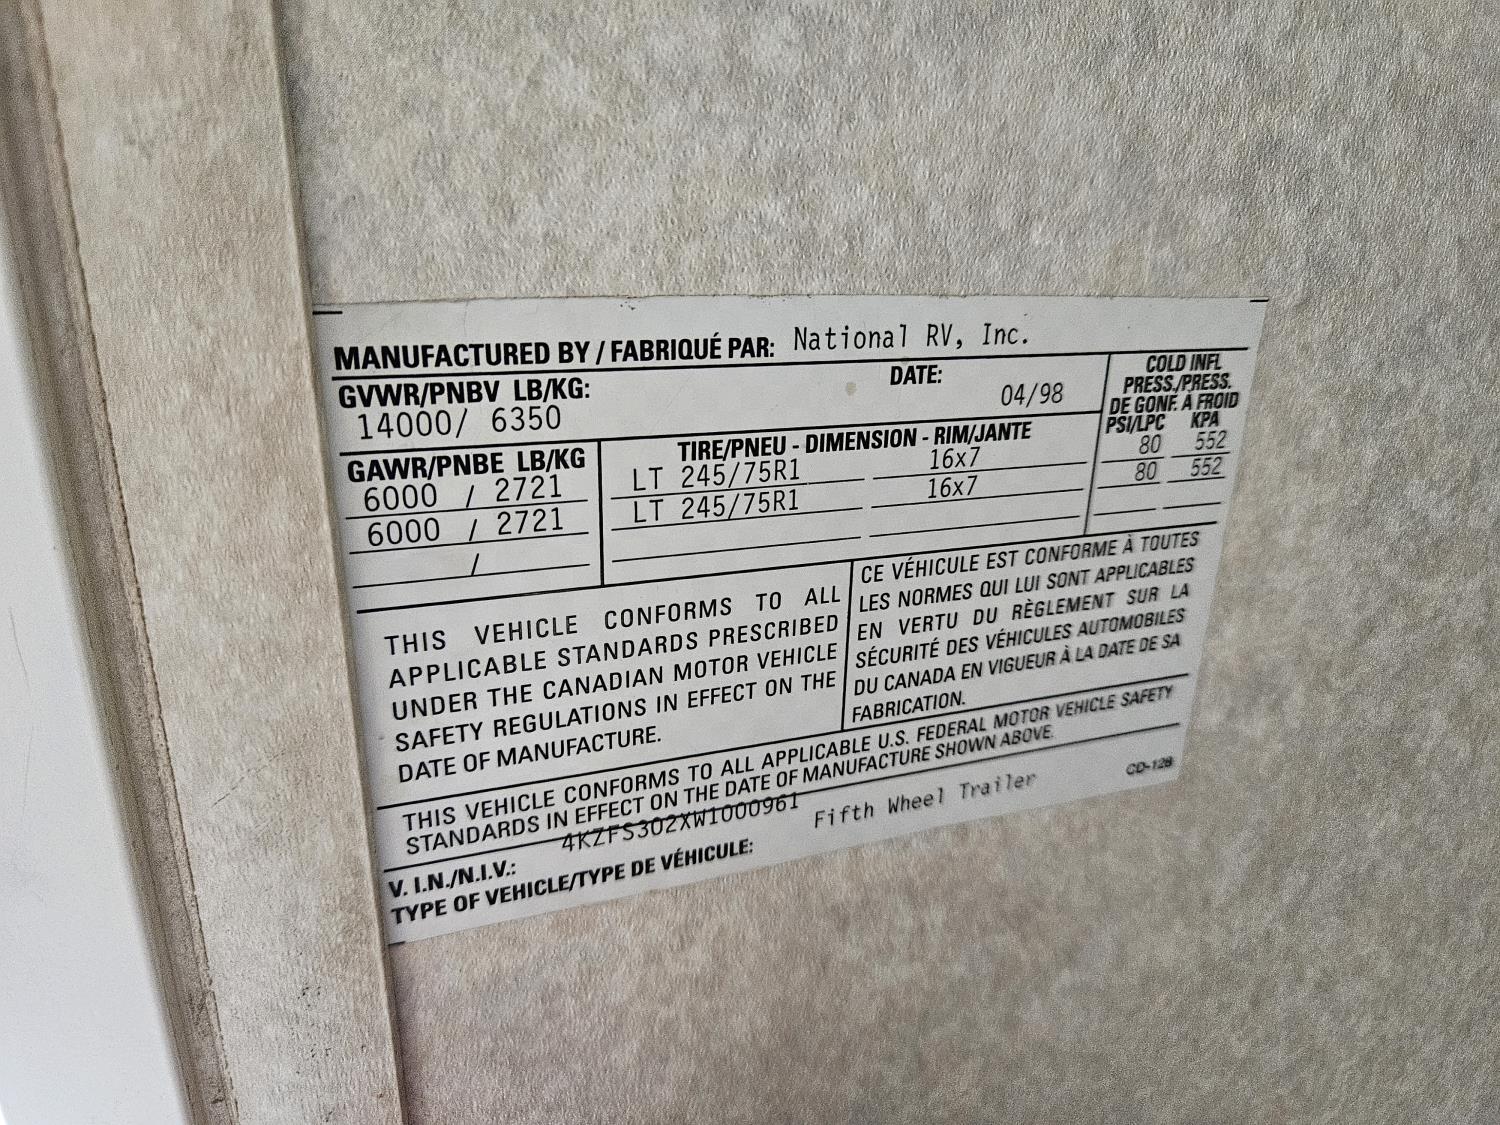 MANUFACTURED BY / FABRIQUÉ PAR: National RV, Inc.
GVWR/PNBV LB/KG:
14000/ 6350
DATE:
04/98
COLD INFL
PRESS./PRESS.
DE GONF. À FROID
PSI/LPC KPA
80 552
80 552
GAWR/PNBE LB/KG
6000 / 2721
6000 / 2721
/
TIRE/PNEU - DIMENSION - RIM/JANTE
LT 245/75R1 16x7
LT 245/75R1 16x7
THIS VEHICLE CONFORMS TO ALL
APPLICABLE STANDARDS PRESCRIBED
UNDER THE CANADIAN MOTOR VEHICLE
SAFETY REGULATIONS IN EFFECT ON THE
DATE OF MANUFACTURE.
CE VÉHICULE EST CONFORME À TOUTES
LES NORMES QUI LUI SONT APPLICABLES
EN VERTU DU RÈGLEMENT SUR LA
SÉCURITÉ DES VÉHICULES AUTOMOBILES
DU CANADA EN VIGUEUR À LA DATE DE SA
FABRICATION.
THIS VEHICLE CONFORMS TO ALL APPLICABLE U.S. FEDERAL MOTOR VEHICLE SAFETY
STANDARDS IN EFFECT ON THE DATE OF MANUFACTURE SHOWN ABOVE.
V. I.N./N.I.V.: 4KZFS302XW1000961
TYPE OF VEHICLE/TYPE DE VÉHICULE: Fifth Wheel Trailer
CD-128